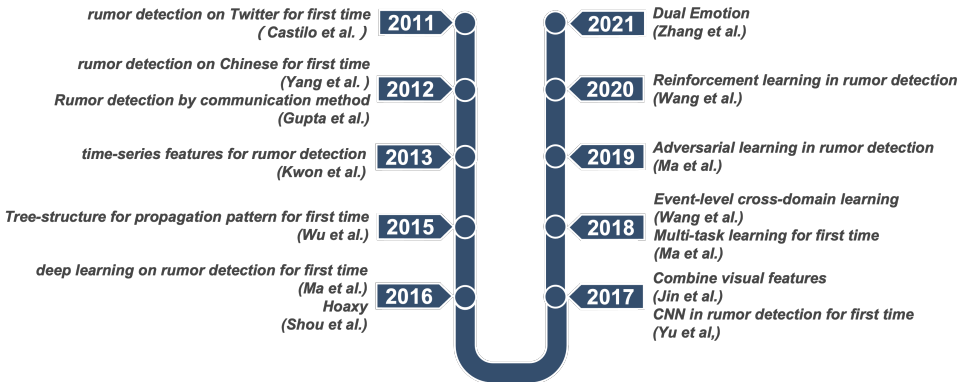 rumor detection on Twitter for first time
( Castilo et al. )
2011
rumor detection on Chinese for first time
(Yang et al. )
Rumor detection by communication method
(Gupta et al.)
2012
time-series features for rumor detection
(Kwon et al.)
2013
Tree-structure for propagation pattern for first time
(Wu et al.)
2015
deep learning on rumor detection for first time
(Ma et al.)
Hoaxy
(Shou et al.)
2016
2021
Dual Emotion
(Zhang et al.)
2020
Reinforcement learning in rumor detection
(Wang et al.)
2019
Adversarial learning in rumor detection
(Ma et al.)
2018
Event-level cross-domain learning
(Wang et al.)
Multi-task learning for first time
(Ma et al.)
2017
Combine visual features
(Jin et al.)
CNN in rumor detection for first time
(Yu et al,)